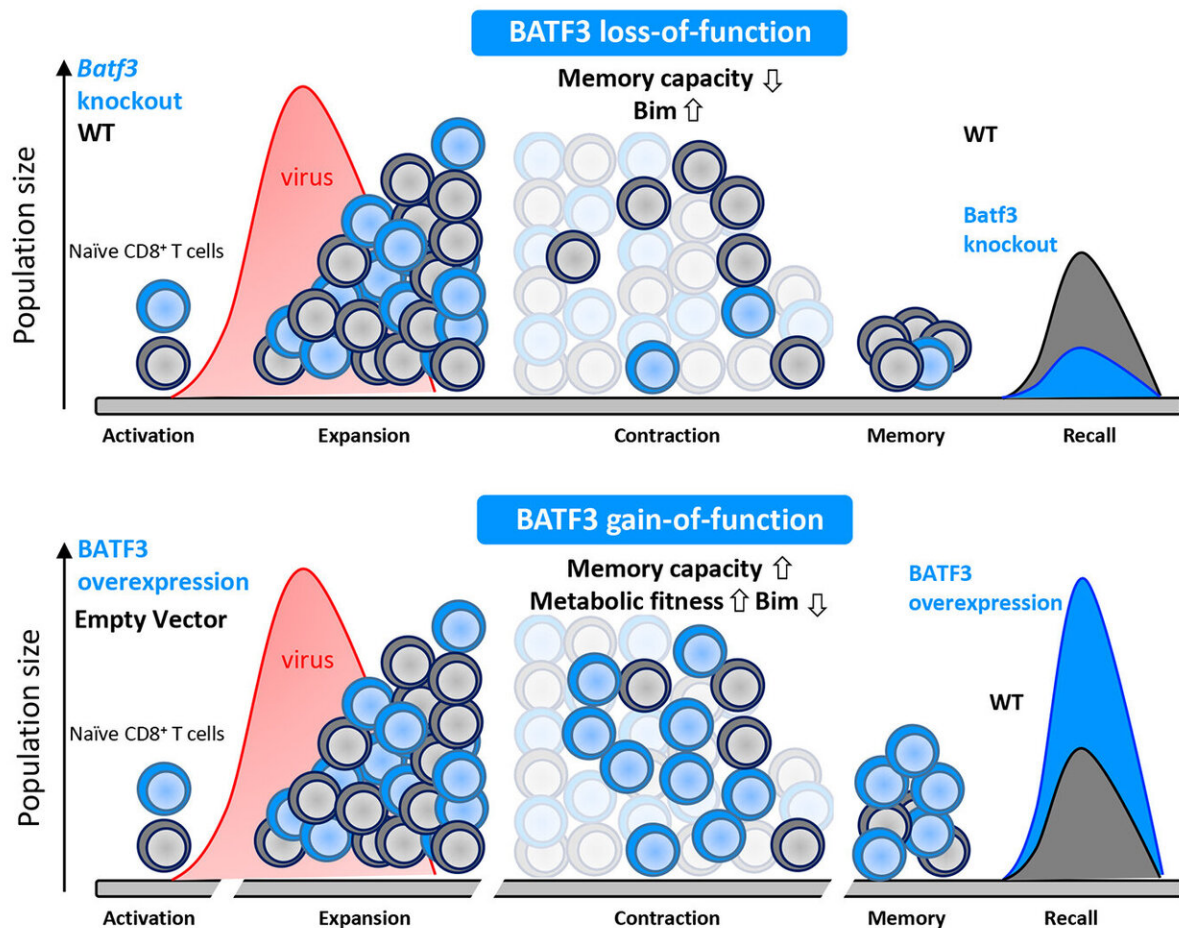 BATF3 loss-of-function
Batf3
knockout
WT
Memory capacity ⇩
Bim ⇧
Population size
virus
Naïve CD8⁺ T cells
WT
Batf3
knockout
Activation
Expansion
Contraction
Memory
Recall
BATF3 gain-of-function
BATF3
overexpression
Empty Vector
Memory capacity ⇧
Metabolic fitness ⇧ Bim ⇩
Population size
virus
Naïve CD8⁺ T cells
BATF3
overexpression
WT
Activation
Expansion
Contraction
Memory
Recall